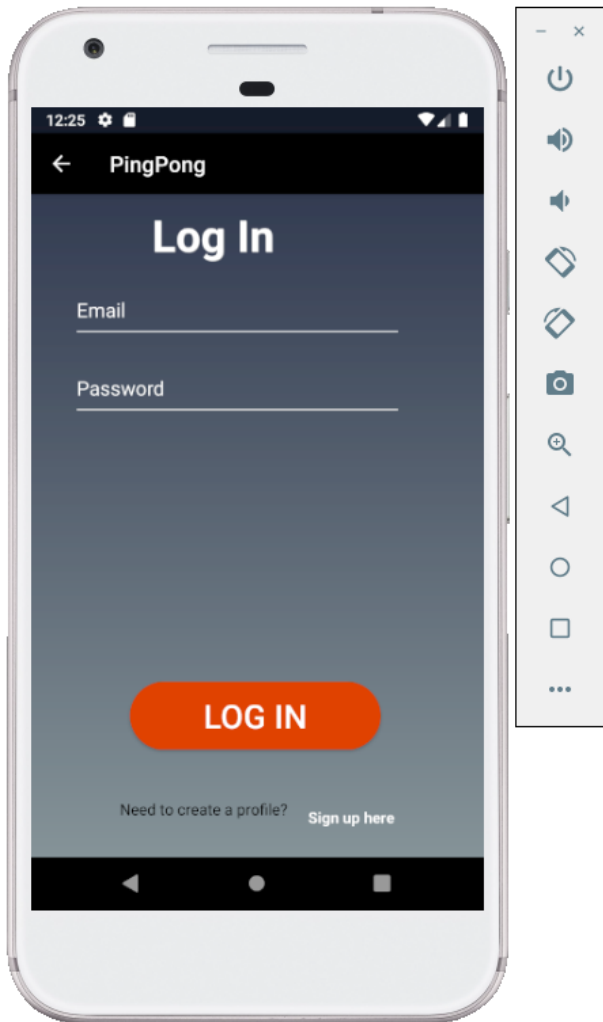 12:25
PingPong
Log In
Email
Password
LOG IN
Need to create a profile? Sign up here